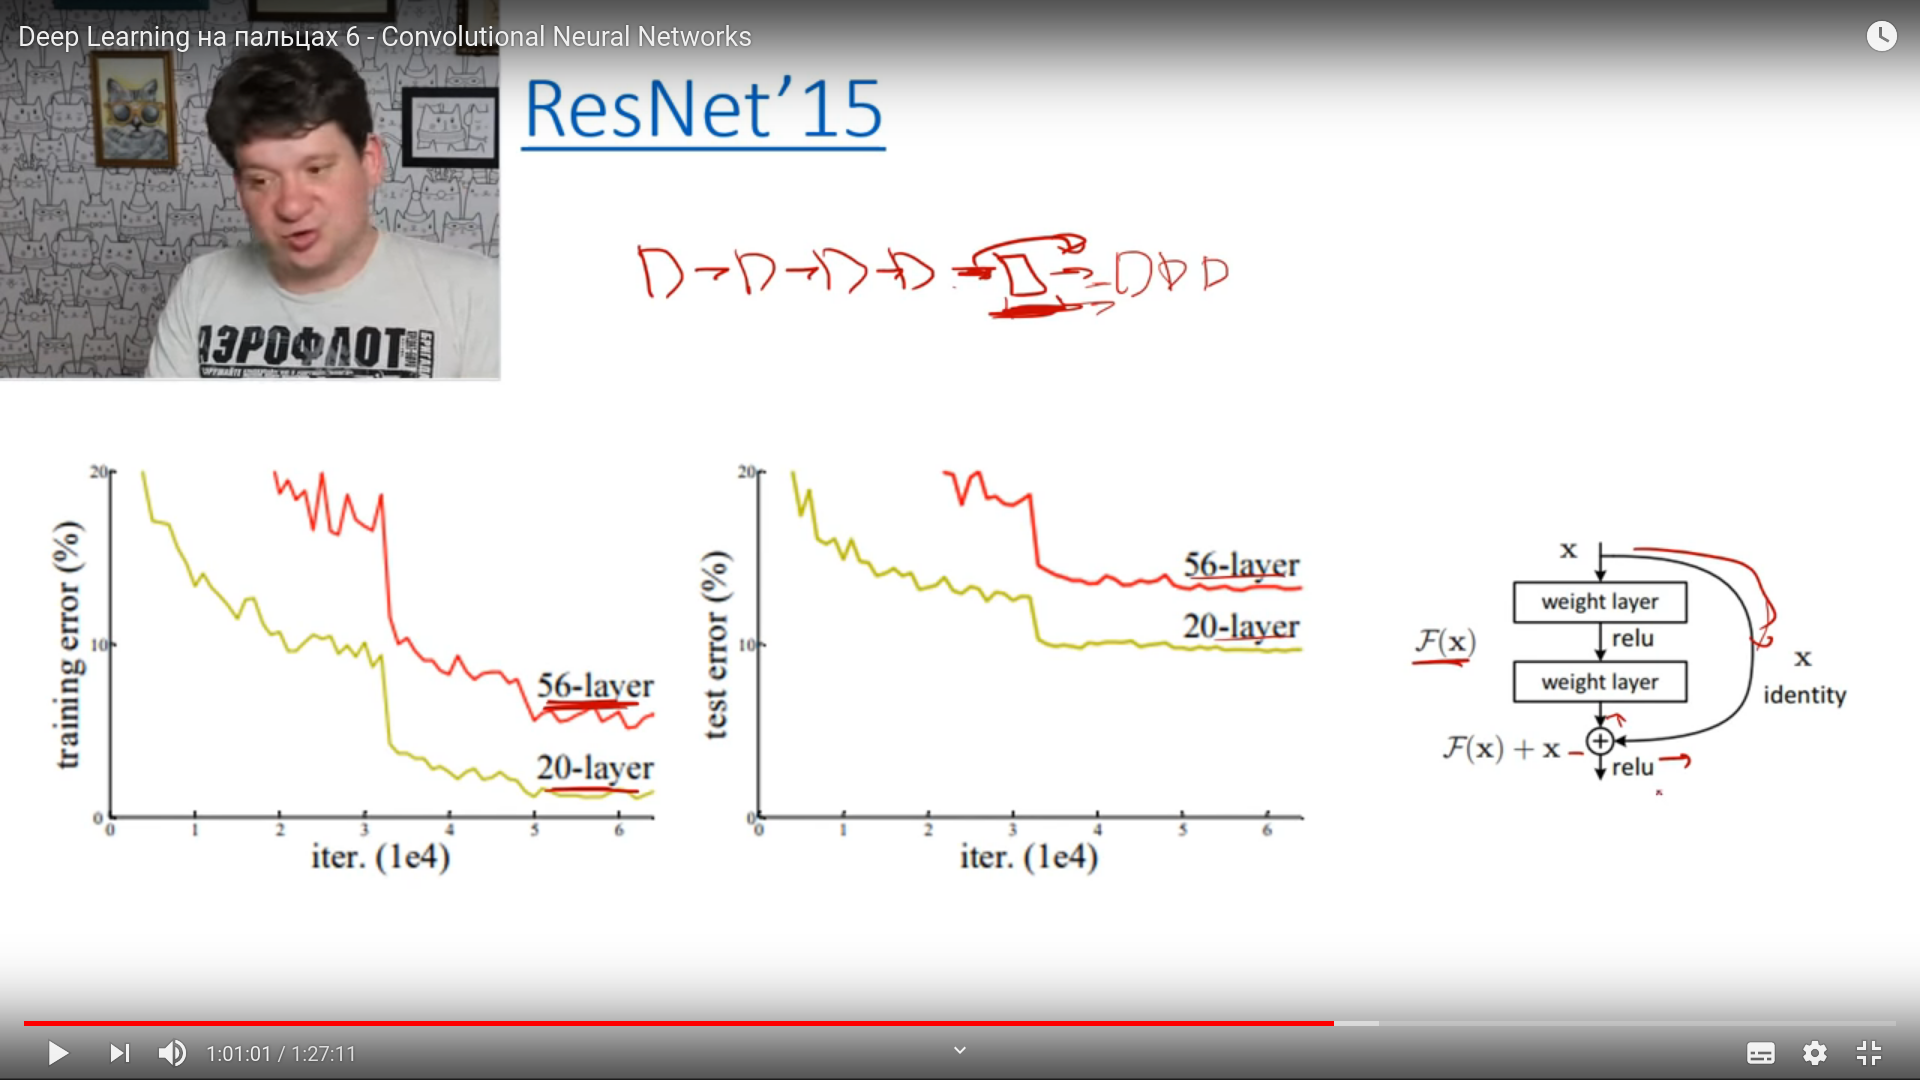 Deep Learning на пальцах 6 - Convolutional Neural Networks
ResNet’15
D → D → D → D → D → D D D
АЭРОФЛОТ
training error (%)
20
10
0
0 1 2 3 4 5 6
iter. (1e4)
56-layer
20-layer
test error (%)
20
10
0
0 1 2 3 4 5 6
iter. (1e4)
56-layer
20-layer
x
weight layer
F(x)
relu
weight layer
x
identity
F(x) + x
+
relu
1:01:01 / 1:27:11